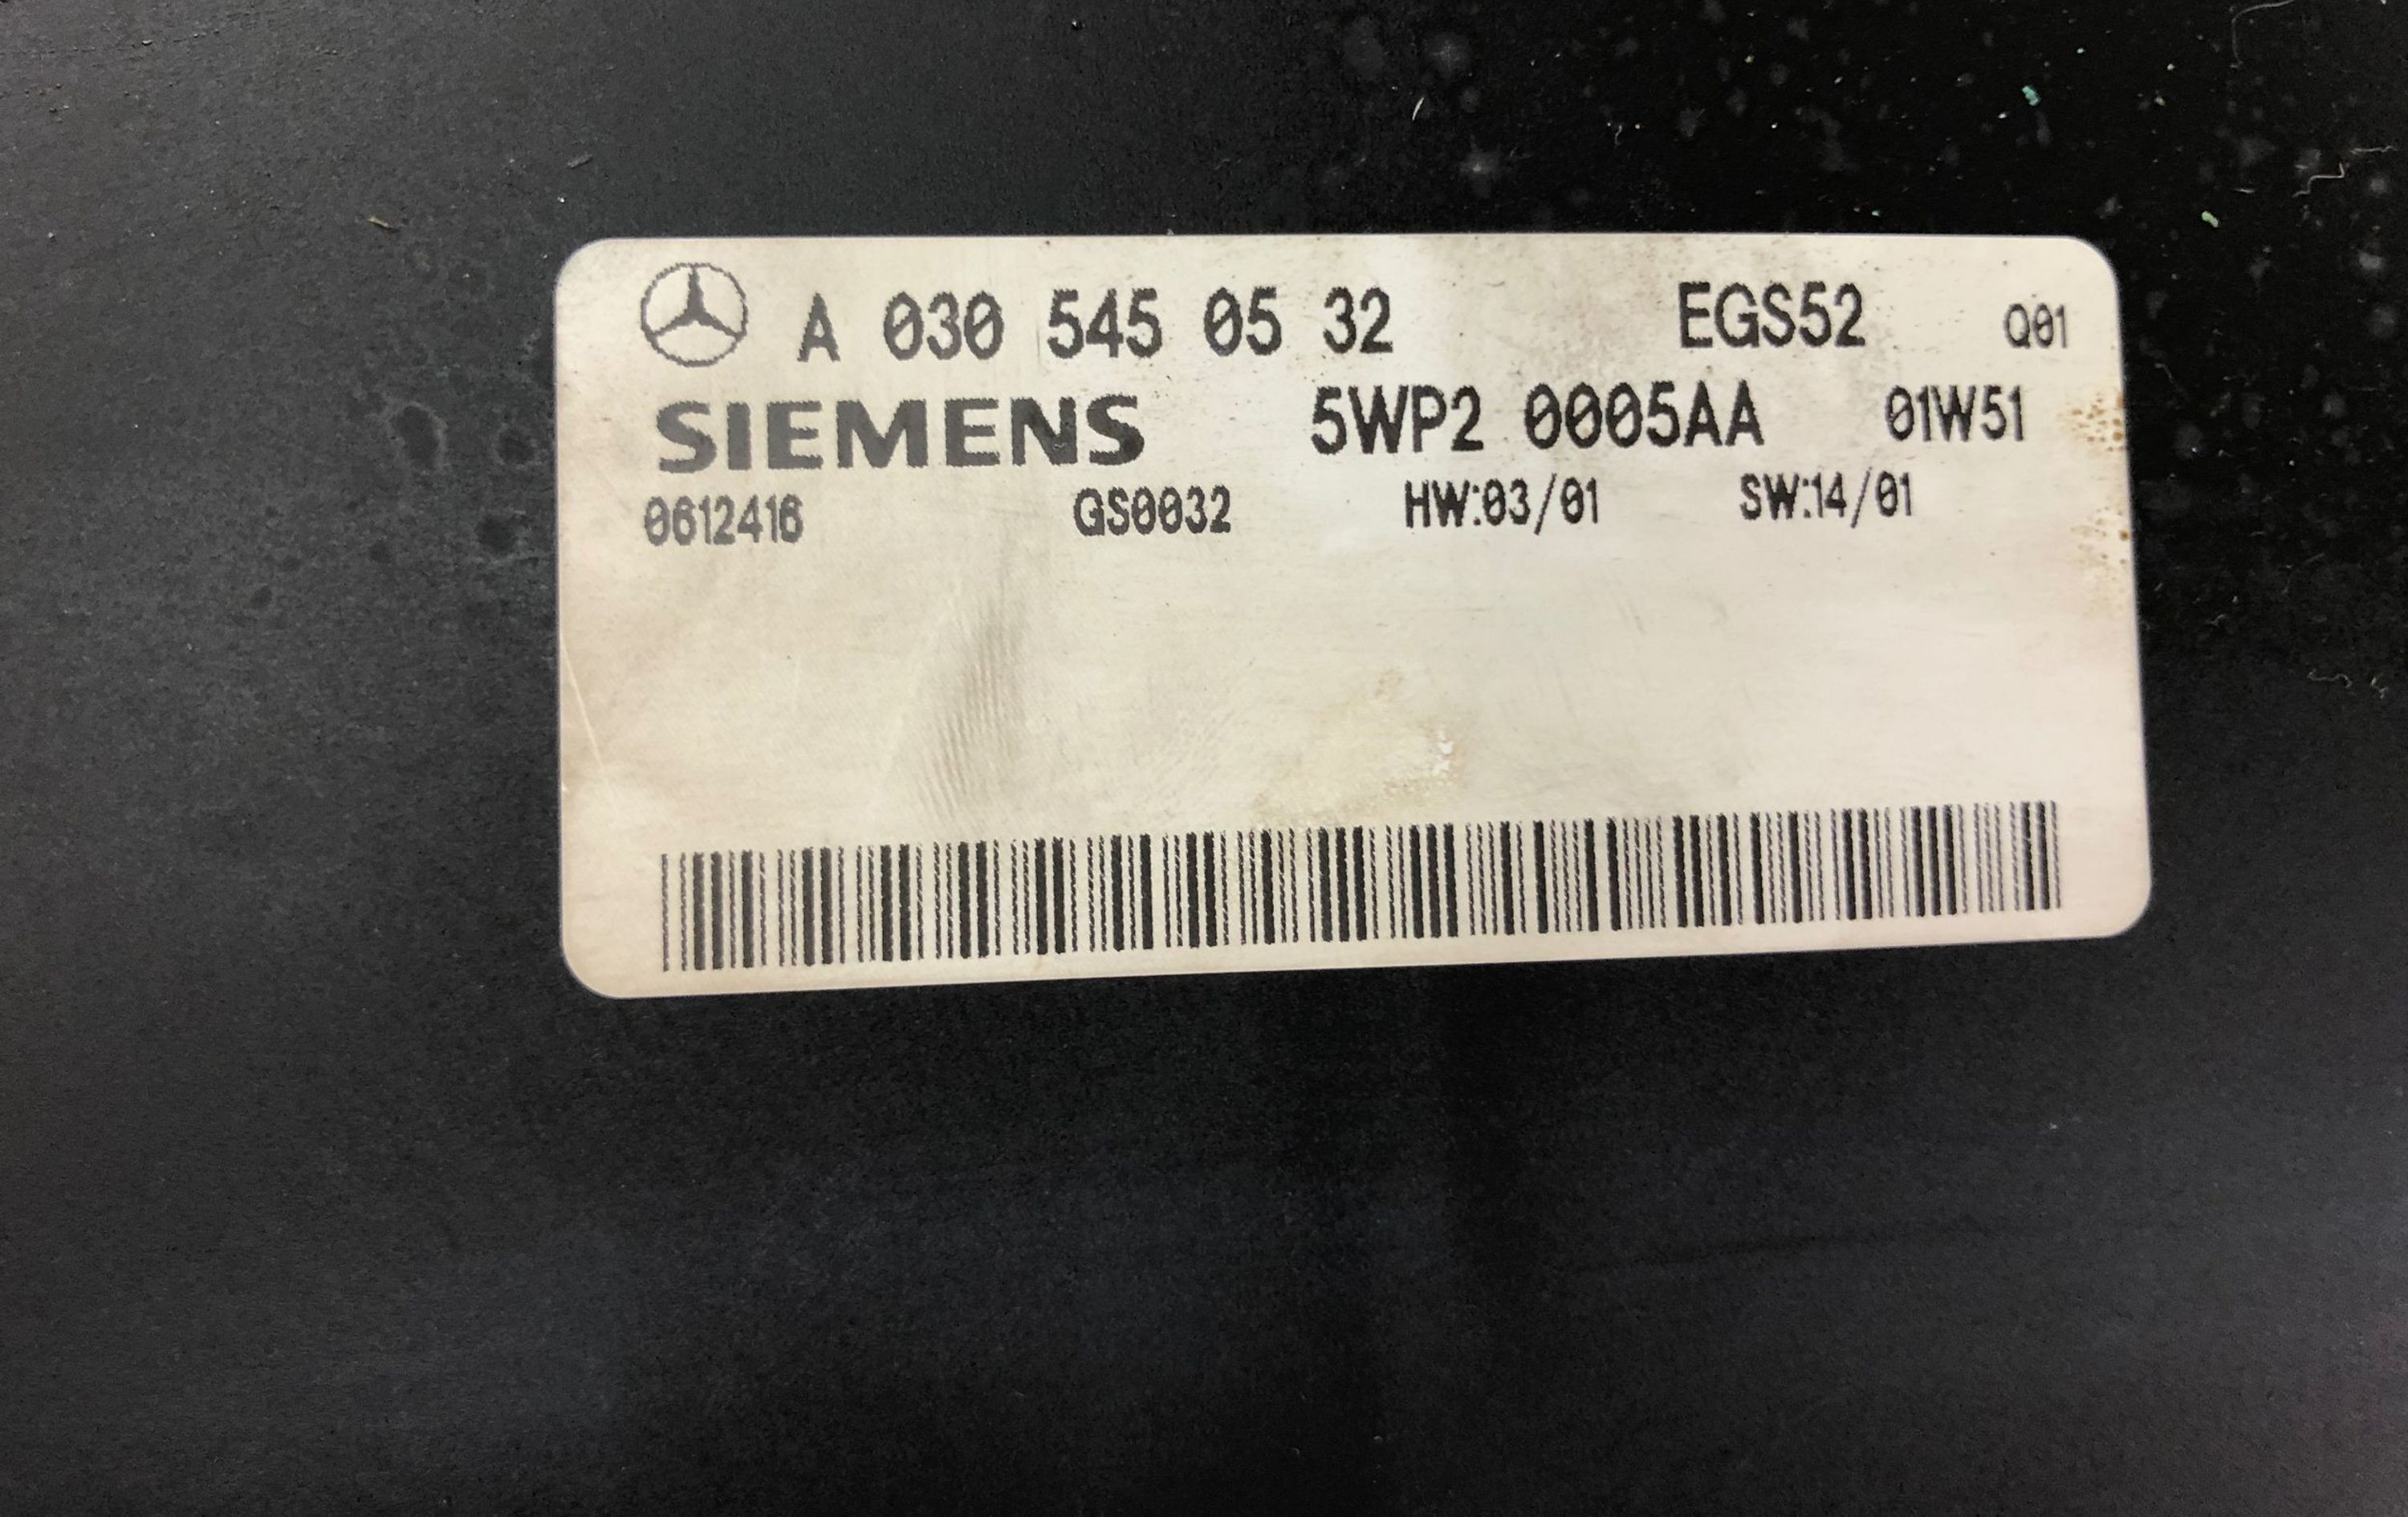 A 030 545 05 32 EGS52 Q01
SIEMENS 5WP2 0005AA 01W51
0612416 GS0032 HW:03/01 SW:14/01